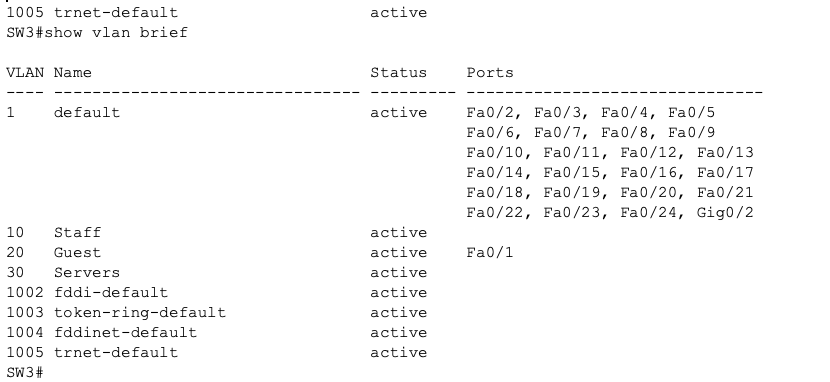 1005 trnet-default active
SW3#show vlan brief
VLAN Name Status Ports
---- -------------------------------- --------- -------------------------------
1 default active Fa0/2, Fa0/3, Fa0/4, Fa0/5
Fa0/6, Fa0/7, Fa0/8, Fa0/9
Fa0/10, Fa0/11, Fa0/12, Fa0/13
Fa0/14, Fa0/15, Fa0/16, Fa0/17
Fa0/18, Fa0/19, Fa0/20, Fa0/21
Fa0/22, Fa0/23, Fa0/24, Gig0/2
10 Staff active
20 Guest active Fa0/1
30 Servers active
1002 fddi-default active
1003 token-ring-default active
1004 fddinet-default active
1005 trnet-default active
SW3#